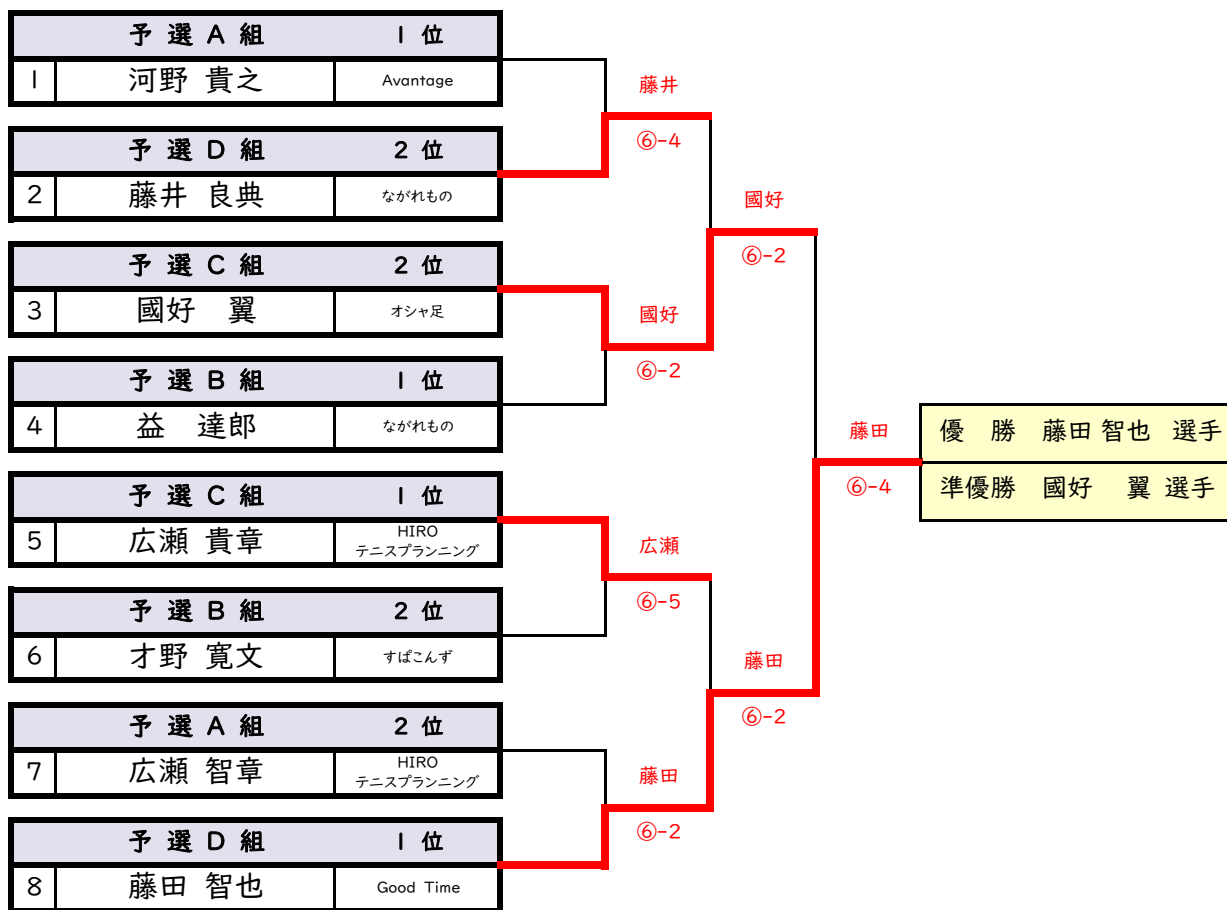 予選A組 1位
1 河野 貴之 Avantage
予選D組 2位
2 藤井 良典 ながれもの
予選C組 2位
3 國好 翼 オシャ足
予選B組 1位
4 益 達郎 ながれもの
予選C組 1位
5 広瀬 貴章 HIRO
テニスプランニング
予選B組 2位
6 才野 寛文 すぱこんず
予選A組 2位
7 広瀬 智章 HIRO
テニスプランニング
予選D組 1位
8 藤田 智也 Good Time
藤井
⑥-4
國好
⑥-2
広瀬
⑥-5
藤田
⑥-2
國好
⑥-2
藤田
⑥-2
藤田
⑥-4
優 勝 藤田 智也 選手
準優勝 國好 翼 選手